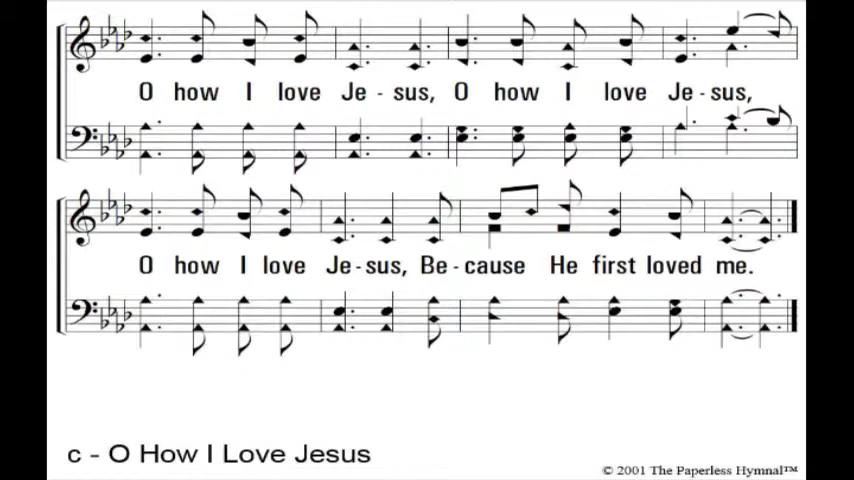 O how I love Je - sus, O how I love Je - sus,
O how I love Je - sus, Be - cause He first loved me.
c - O How I Love Jesus
© 2001 The Paperless Hymnal™